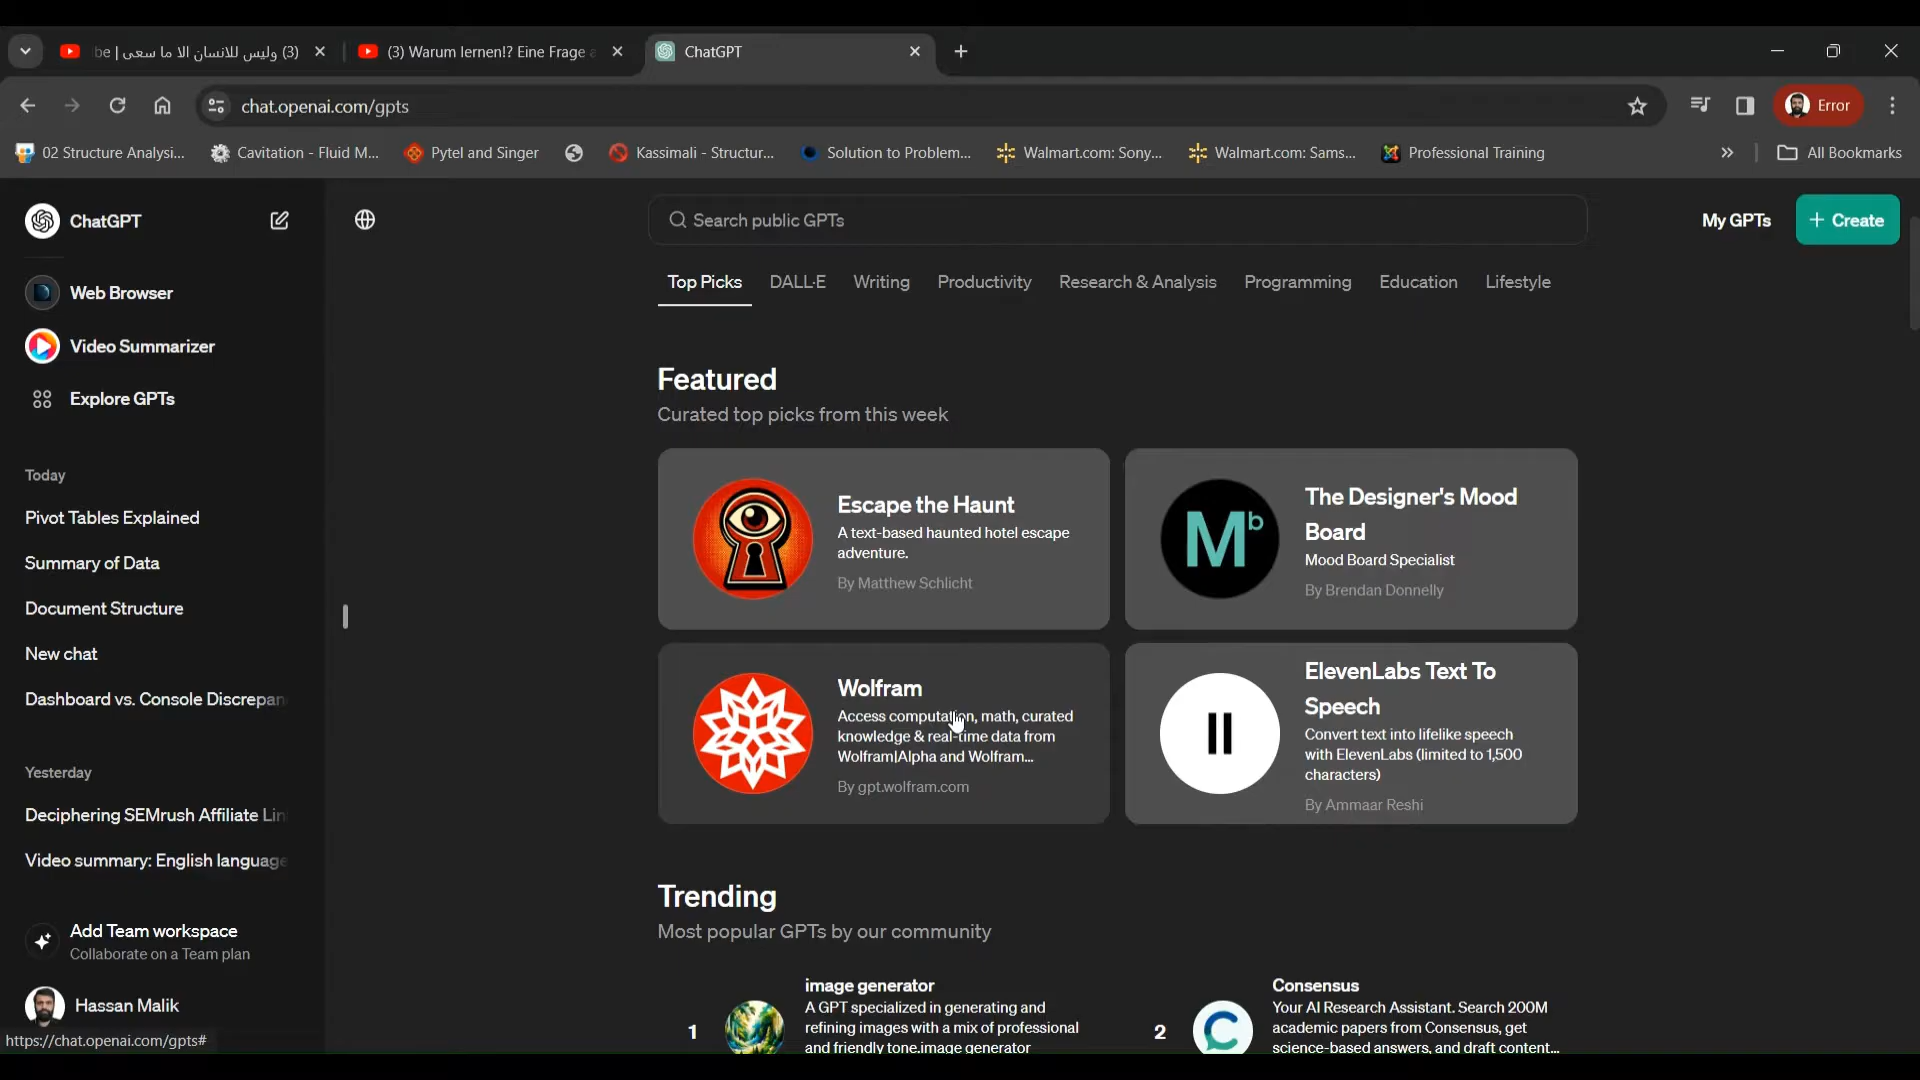 be | وليس للانسان الا ما سعى (3)
(3) Warum lernen!? Eine Frage
ChatGPT
chat.openai.com/gpts
Error
02 Structure Analysi...
Cavitation - Fluid M...
Pytel and Singer
Kassimali - Structur...
Solution to Problem...
Walmart.com: Sony...
Walmart.com: Sams...
Professional Training
All Bookmarks
ChatGPT
Search public GPTs
My GPTs
+ Create
Top Picks
DALL·E
Writing
Productivity
Research & Analysis
Programming
Education
Lifestyle
Web Browser
Video Summarizer
Explore GPTs
Today
Pivot Tables Explained
Summary of Data
Document Structure
New chat
Dashboard vs. Console Discrepan
Yesterday
Deciphering SEMrush Affiliate Lin
Video summary: English language
Add Team workspace
Collaborate on a Team plan
Hassan Malik
https://chat.openai.com/gpts#
Featured
Curated top picks from this week
Escape the Haunt
A text-based haunted hotel escape
adventure.
By Matthew Schlicht
Mb
The Designer's Mood
Board
Mood Board Specialist
By Brendan Donnelly
Wolfram
Access computation, math, curated
knowledge & real-time data from
Wolfram|Alpha and Wolfram...
By gpt.wolfram.com
ElevenLabs Text To
Speech
Convert text into lifelike speech
with ElevenLabs (limited to 1,500
characters)
By Ammaar Reshi
Trending
Most popular GPTs by our community
1
image generator
A GPT specialized in generating and
refining images with a mix of professional
and friendly tone.image generator
2
Consensus
Your AI Research Assistant. Search 200M
academic papers from Consensus, get
science-based answers, and draft content...